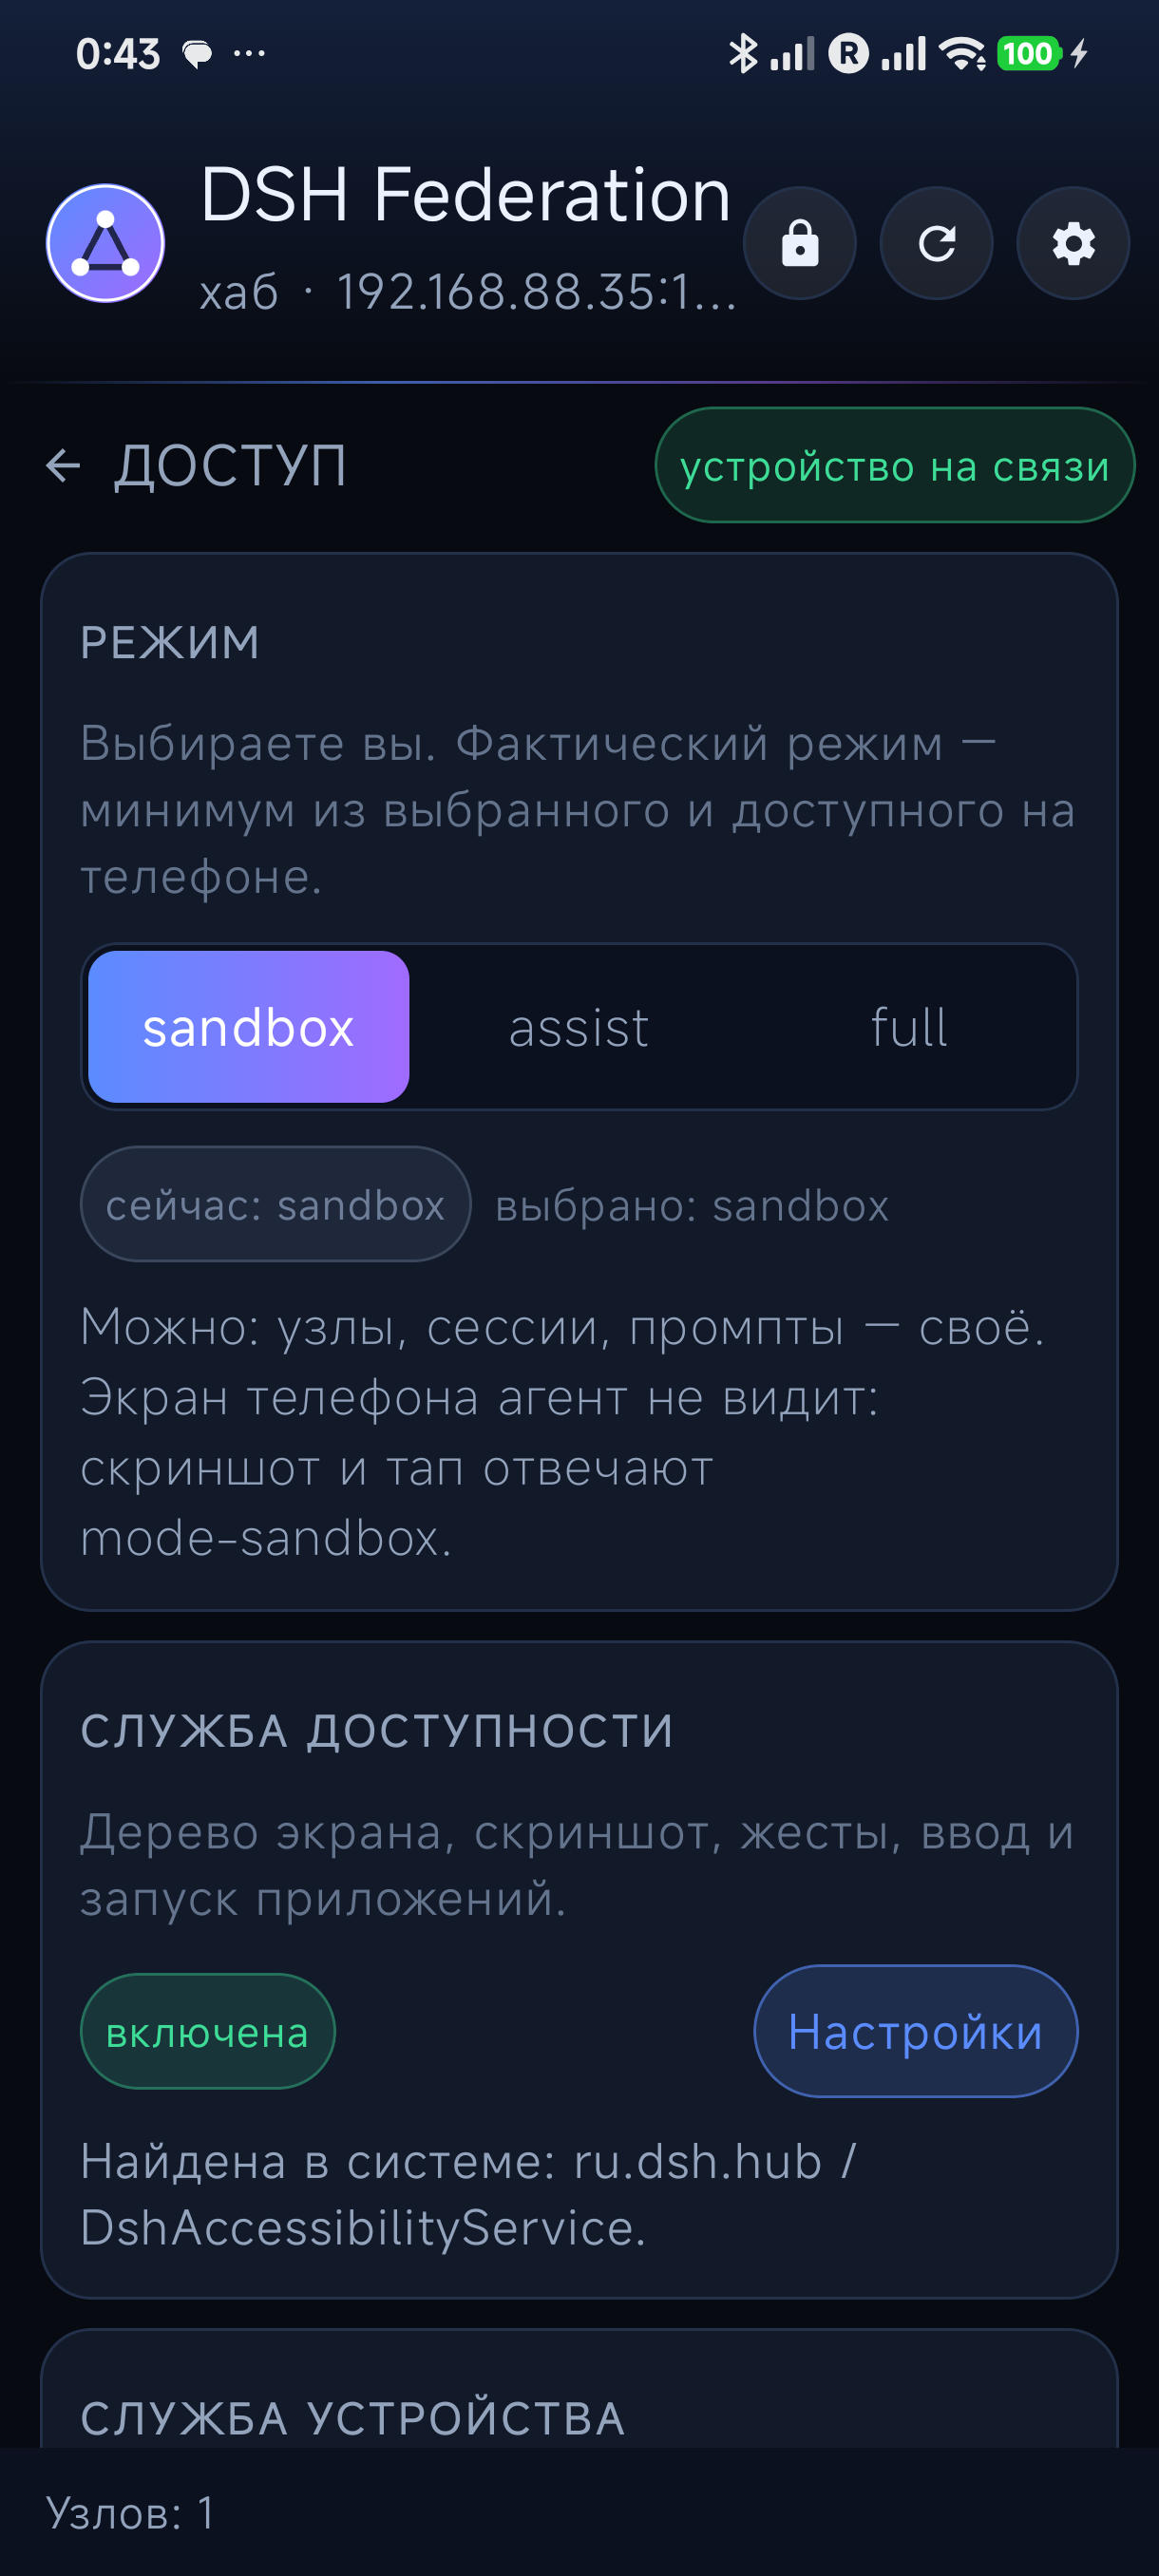 0:43 ... R 100
DSH Federation
хаб · 192.168.88.35:1...
ДОСТУП
устройство на связи
РЕЖИМ
Выбираете вы. Фактический режим —
минимум из выбранного и доступного на
телефоне.
sandbox assist full
сейчас: sandbox выбрано: sandbox
Можно: узлы, сессии, промпты — своё.
Экран телефона агент не видит:
скриншот и тап отвечают
mode-sandbox.
СЛУЖБА ДОСТУПНОСТИ
Дерево экрана, скриншот, жесты, ввод и
запуск приложений.
включена Настройки
Найдена в системе: ru.dsh.hub /
DshAccessibilityService.
СЛУЖБА УСТРОЙСТВА
Узлов: 1